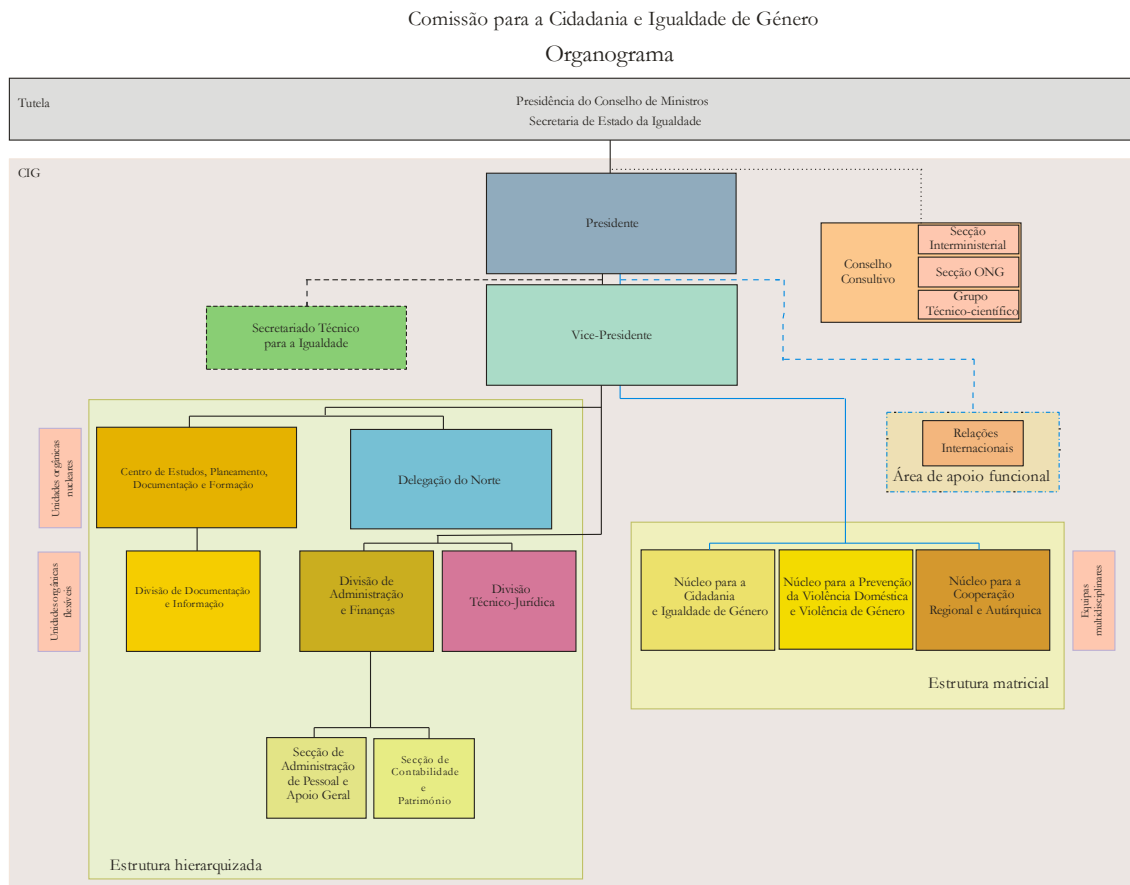 Comissão para a Cidadania e Igualdade de Género
Organograma
Tutela
Presidência do Conselho de Ministros
Secretaria de Estado da Igualdade
CIG
Presidente
Conselho
Consultivo
Secção
Interministerial
Secção ONG
Grupo
Técnico-científico
Secretariado Técnico
para a Igualdade
Vice-Presidente
Relações
Internacionais
Área de apoio funcional
Unidades orgânicas
nucleares
Centro de Estudos, Planeamento,
Documentação e Formação
Delegação do Norte
Unidades orgânicas
flexíveis
Divisão de Documentação
e Informação
Divisão de
Administração
e Finanças
Divisão
Técnico-Jurídica
Núcleo para a
Cidadania
e Igualdade de Género
Núcleo para a Prevenção
da Violência Doméstica
e Violência de Género
Núcleo para a
Cooperação
Regional e Autárquica
Equipas
multidisciplinares
Estrutura matricial
Secção de
Administração
de Pessoal e
Apoio Geral
Secção de
Contabilidade
e
Património
Estrutura hierarquizada